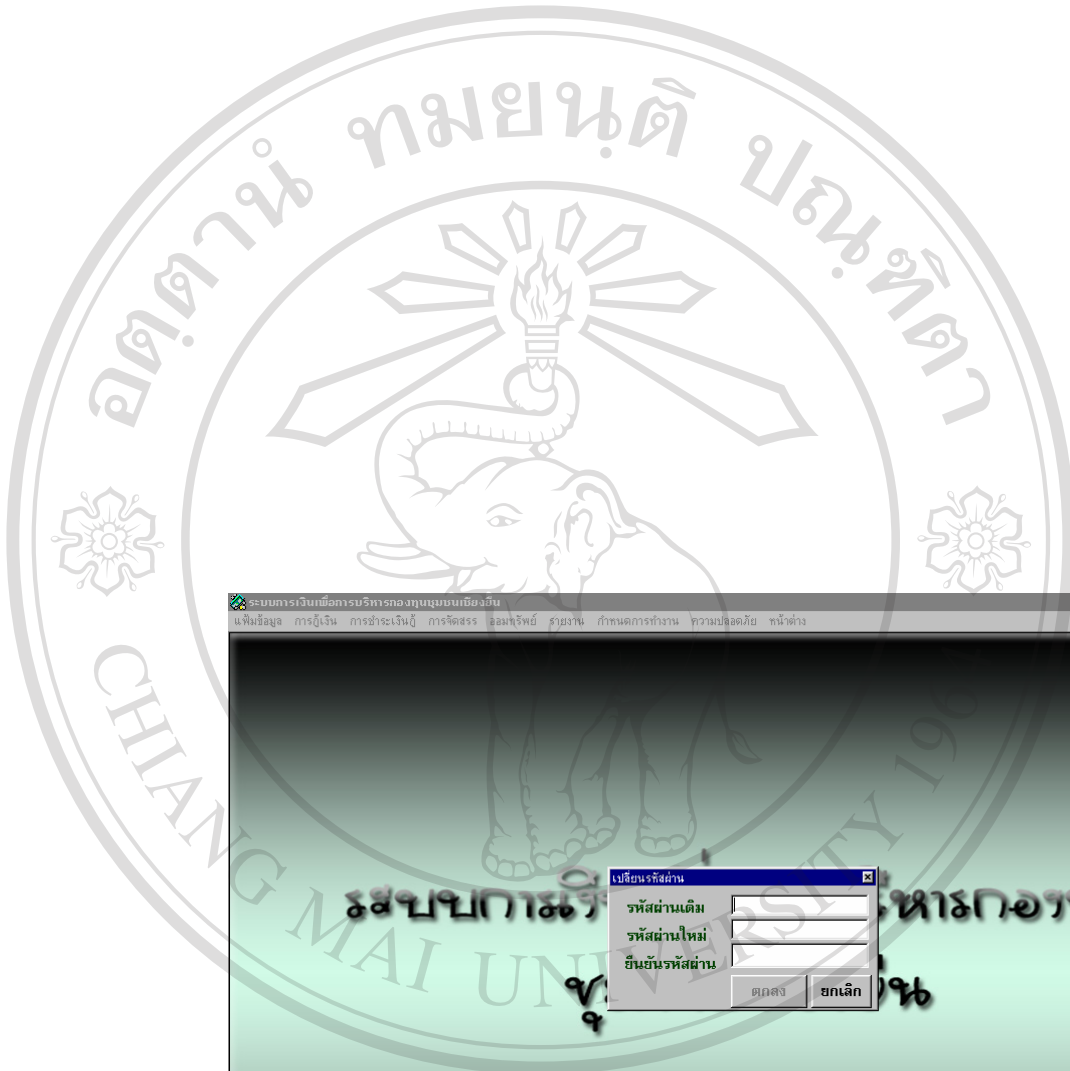 อตฺตานํ ทมยนฺติ ปณฺฑิตา
ระบบการเงินเพื่อการบริหารกองทุนชุมชนเชียงยืน
แฟ้มข้อมูล การกู้เงิน การชำระเงินกู้ การจัดสรร ออมทรัพย์ รายงาน กำหนดการทำงาน ความปลอดภัย หน้าต่าง
เปลี่ยนรหัสผ่าน
รหัสผ่านเดิม
รหัสผ่านใหม่
ยืนยันรหัสผ่าน
ตกลง ยกเลิก
CHIANG MAI UNIVERSITY 1964